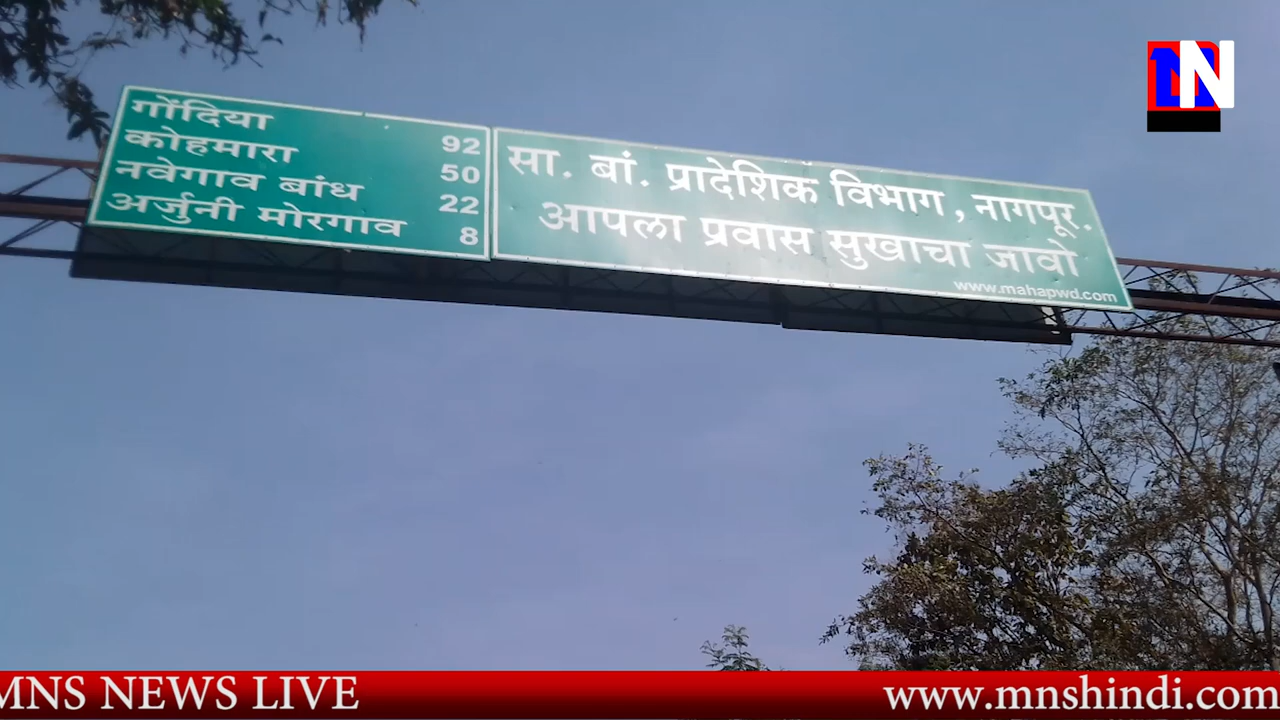 गोंदिया 92
कोहमारा 50
नवेगाव बांध 22
अर्जुनी मोरगाव 8
सा. बां. प्रादेशिक विभाग, नागपूर.
आपला प्रवास सुखाचा जावो
www.mahapwd.com
N
MNS NEWS LIVE
www.mnshindi.com